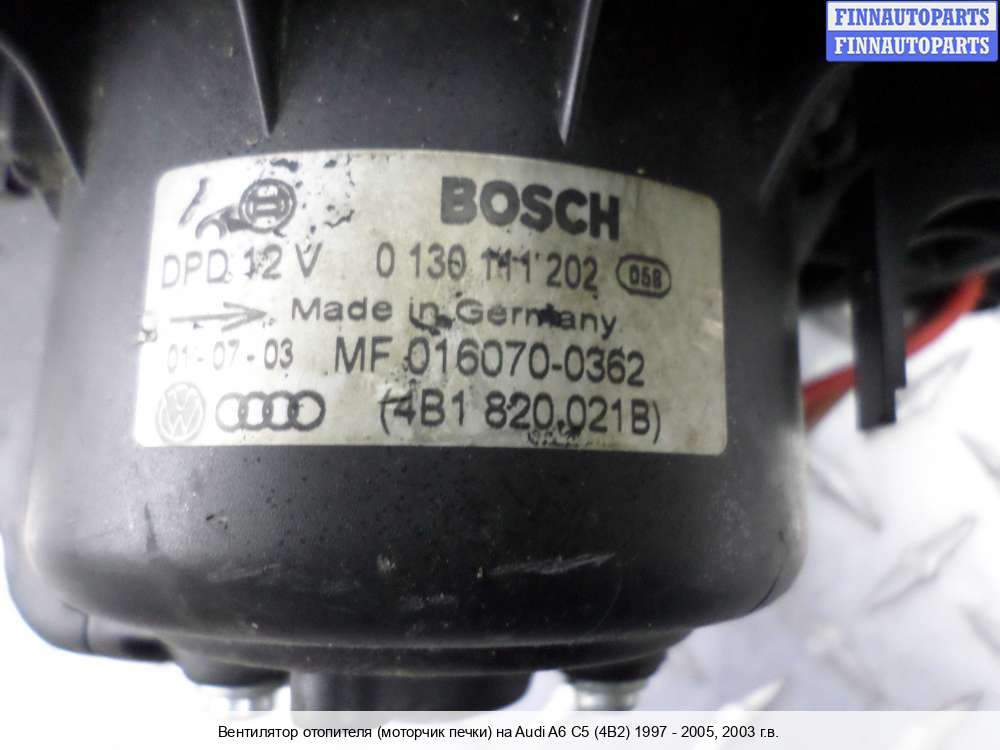 FINNAUTOPARTS
FINNAUTOPARTS
BOSCH
DPD 12 V 0 130 111 202 058
Made in Germany
01-07-03 MF 016070-0362
(4B1 820 021B)
Вентилятор отопителя (моторчик печки) на Audi A6 C5 (4B2) 1997 - 2005, 2003 г.в.